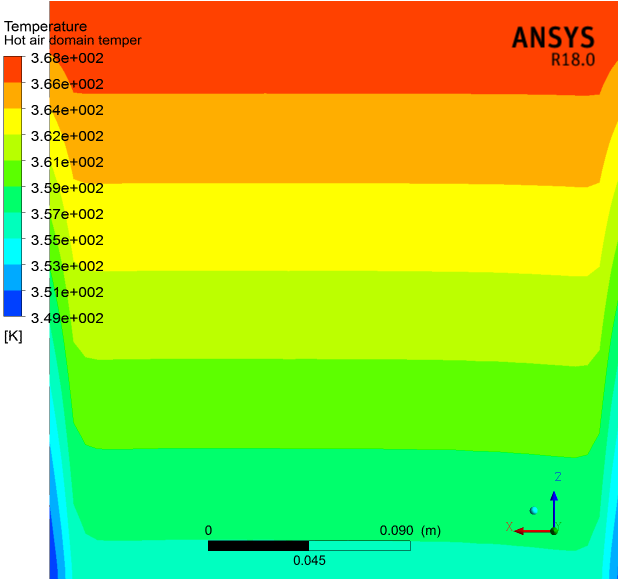 Temperature
Hot air domain temper
ANSYS
R18.0
3.68e+002
3.66e+002
3.64e+002
3.62e+002
3.61e+002
3.59e+002
3.57e+002
3.55e+002
3.53e+002
3.51e+002
3.49e+002
[K]
Z
X
Y
0
0.090 (m)
0.045